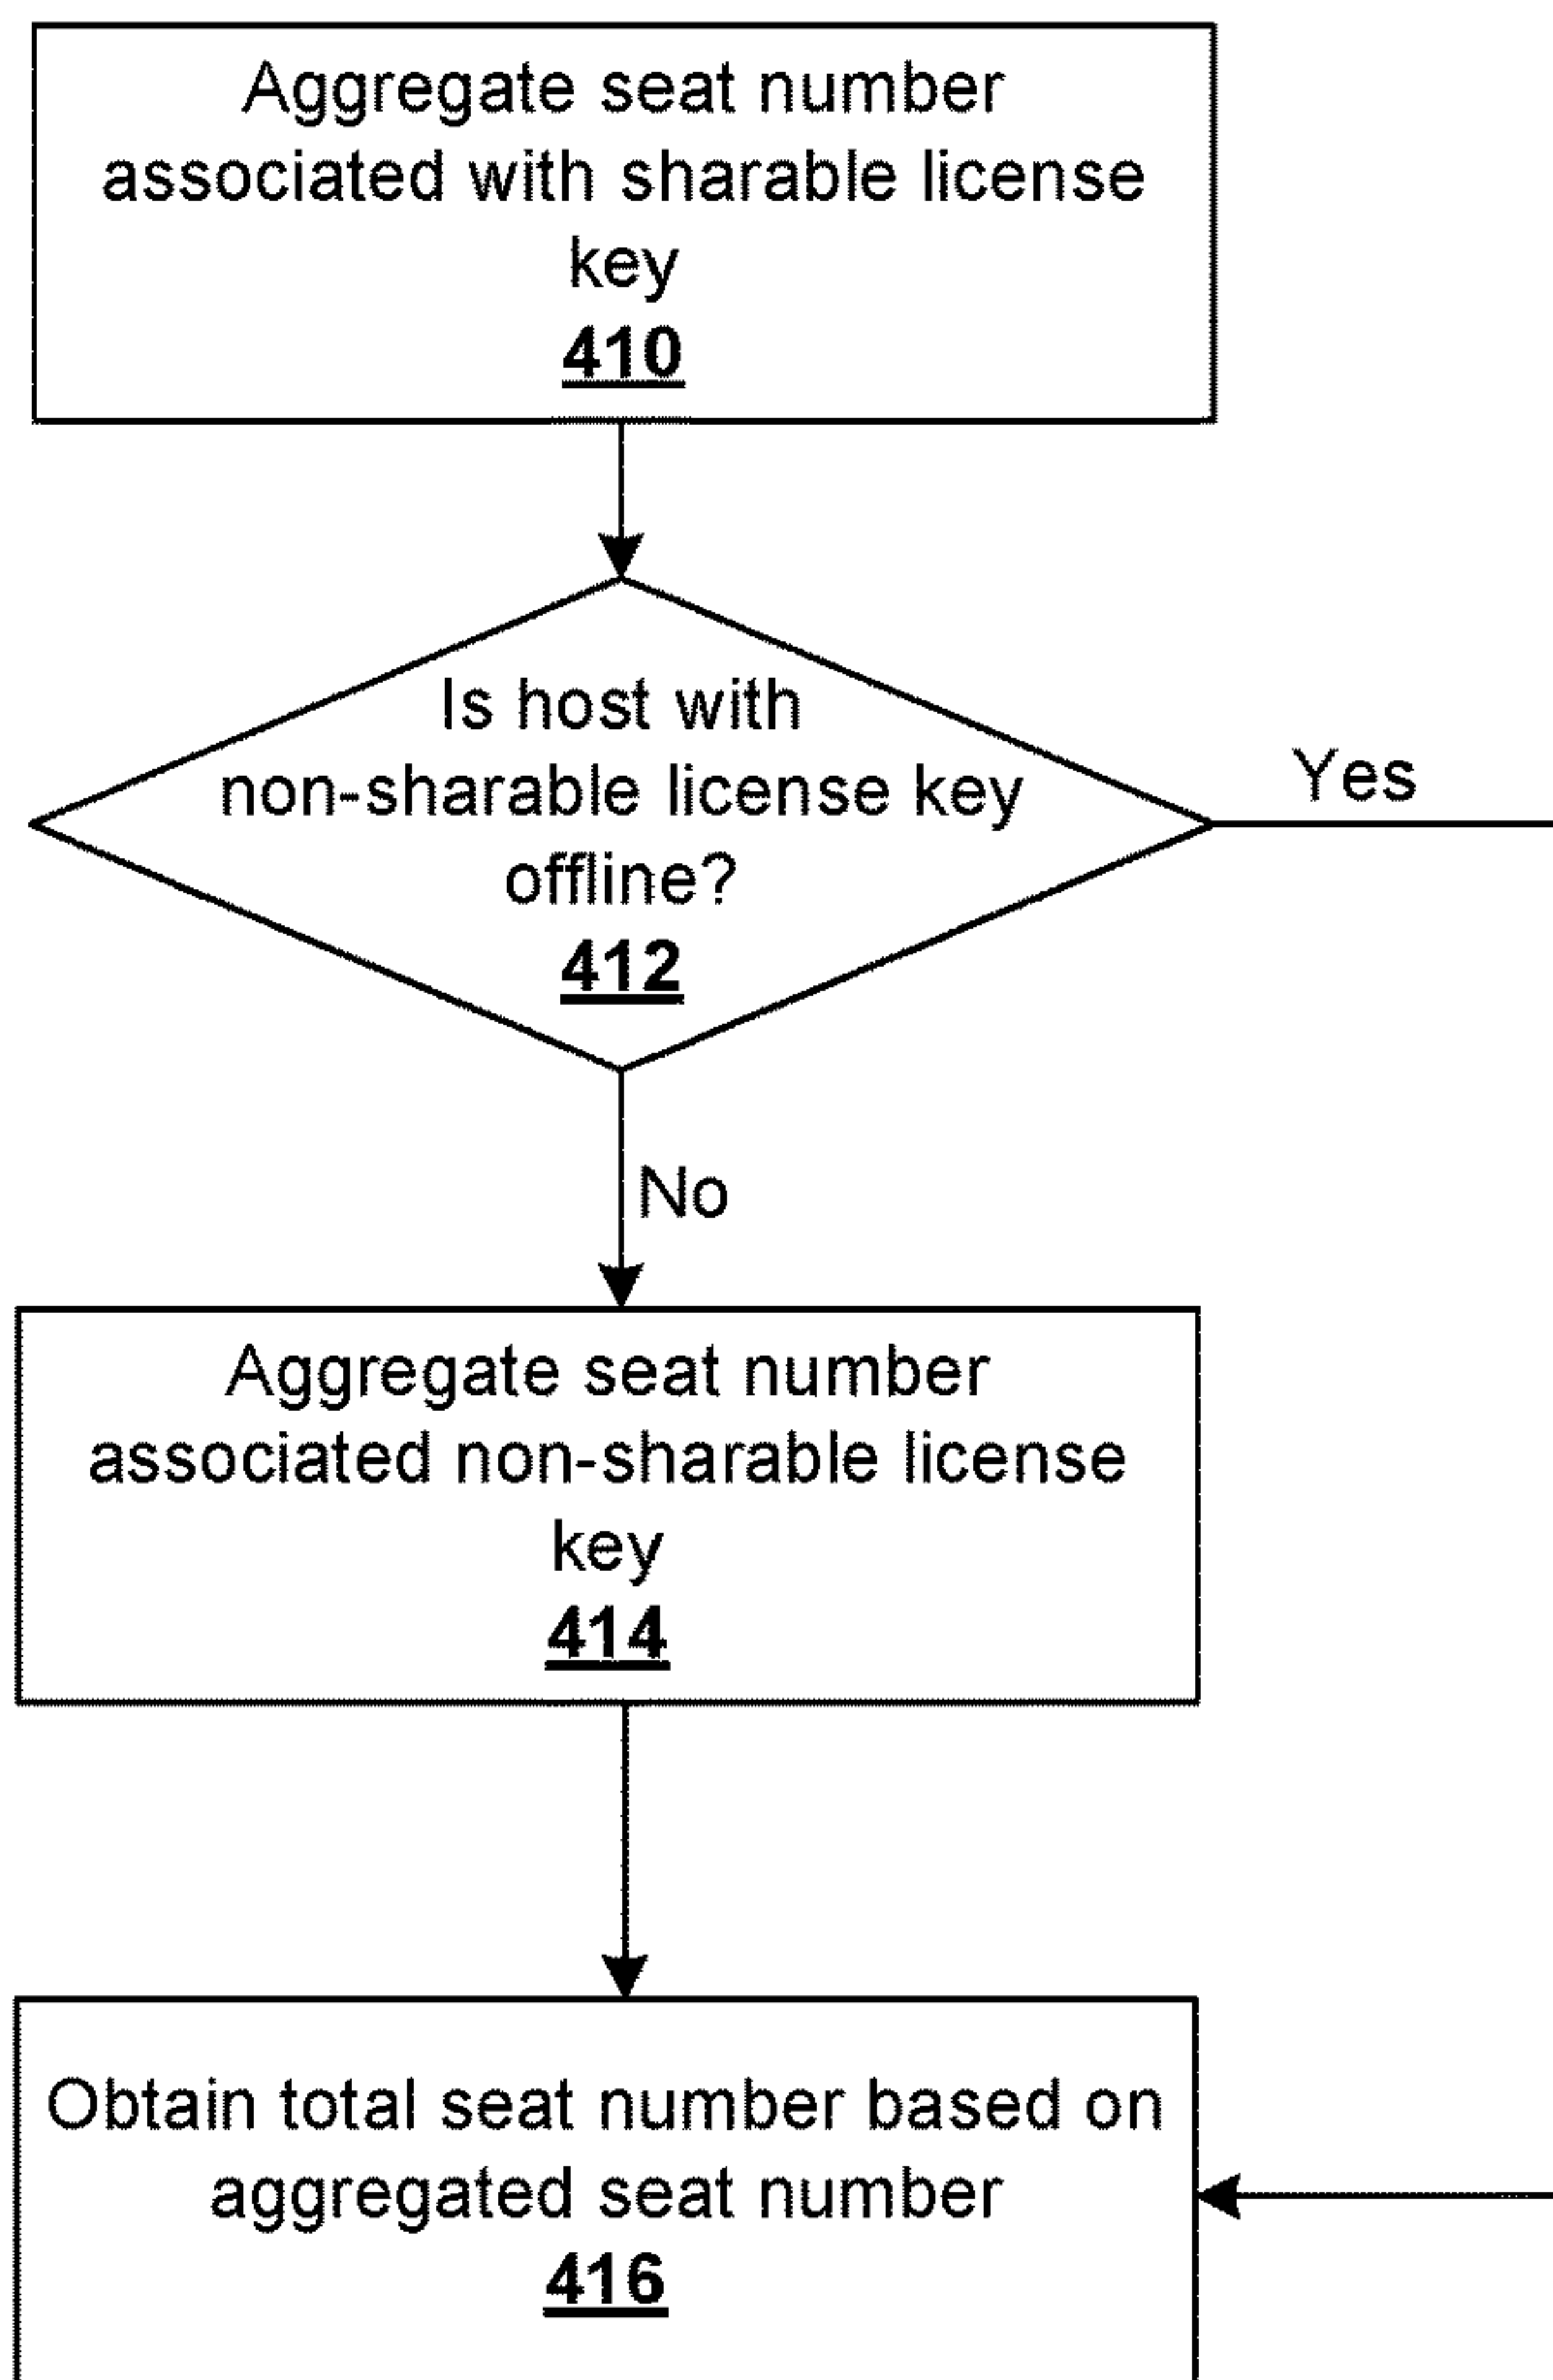 Aggregate seat number
associated with sharable license
key
410
Is host with
non-sharable license key
offline?
412
Yes
No
Aggregate seat number
associated non-sharable license
key
414
Obtain total seat number based on
aggregated seat number
416